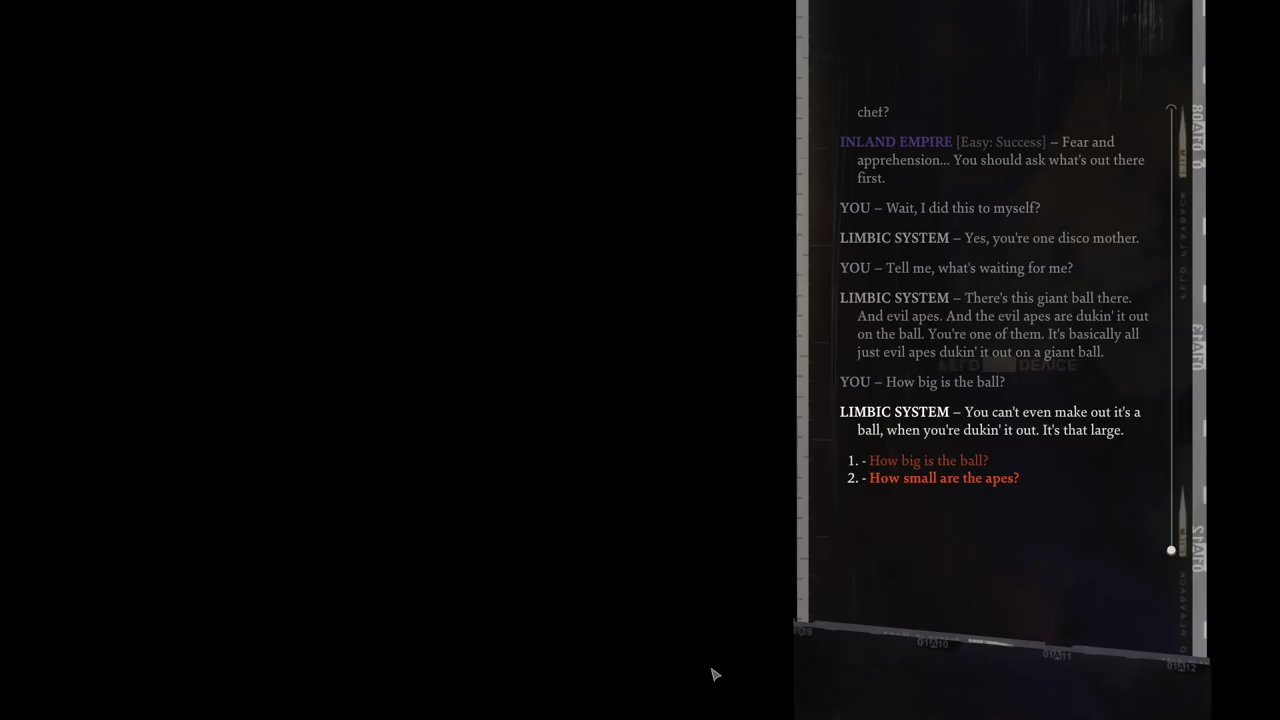 chef?
INLAND EMPIRE [Easy: Success] – Fear and
apprehension... You should ask what's out there
first.
YOU – Wait, I did this to myself?
LIMBIC SYSTEM – Yes, you're one disco mother.
YOU – Tell me, what's waiting for me?
LIMBIC SYSTEM – There's this giant ball there.
And evil apes. And the evil apes are dukin' it out
on the ball. You're one of them. It's basically all
just evil apes dukin' it out on a giant ball.
YOU – How big is the ball?
LIMBIC SYSTEM – You can't even make out it's a
ball, when you're dukin' it out. It's that large.
1. - How big is the ball?
2. - How small are the apes?
01A10
01A11
01A12